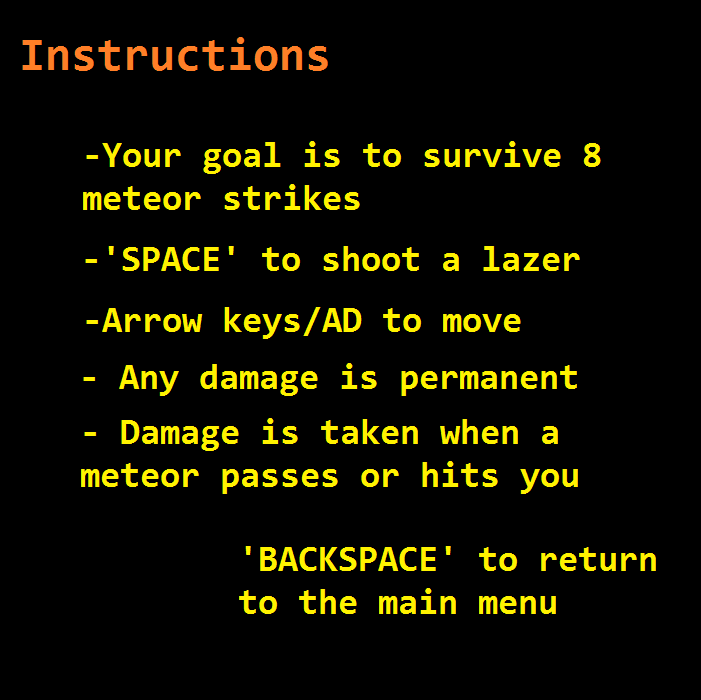 Instructions
-Your goal is to survive 8
meteor strikes
-'SPACE' to shoot a lazer
-Arrow keys/AD to move
- Any damage is permanent
- Damage is taken when a
meteor passes or hits you
'BACKSPACE' to return
to the main menu